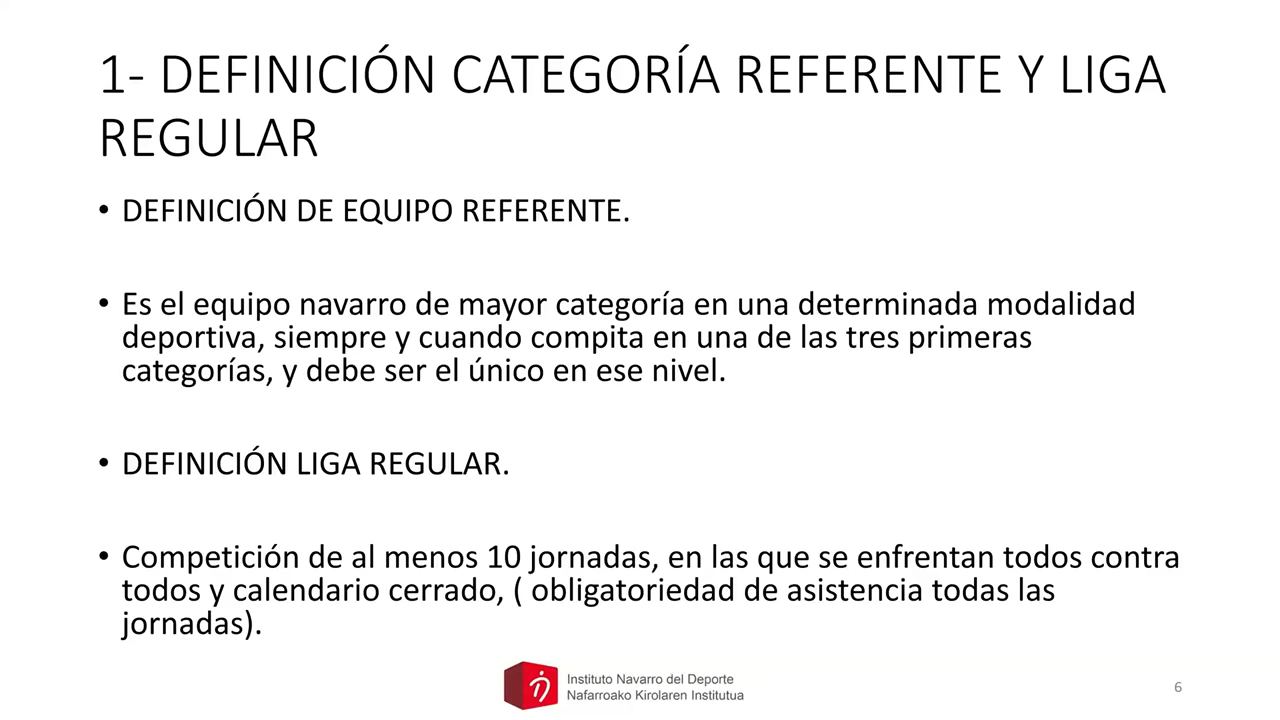 1- DEFINICIÓN CATEGORÍA REFERENTE Y LIGA
REGULAR
• DEFINICIÓN DE EQUIPO REFERENTE.
• Es el equipo navarro de mayor categoría en una determinada modalidad
deportiva, siempre y cuando compita en una de las tres primeras
categorías, y debe ser el único en ese nivel.
• DEFINICIÓN LIGA REGULAR.
• Competición de al menos 10 jornadas, en las que se enfrentan todos contra
todos y calendario cerrado, ( obligatoriedad de asistencia todas las
jornadas).
Instituto Navarro del Deporte
Nafarroako Kirolaren Institutua
6